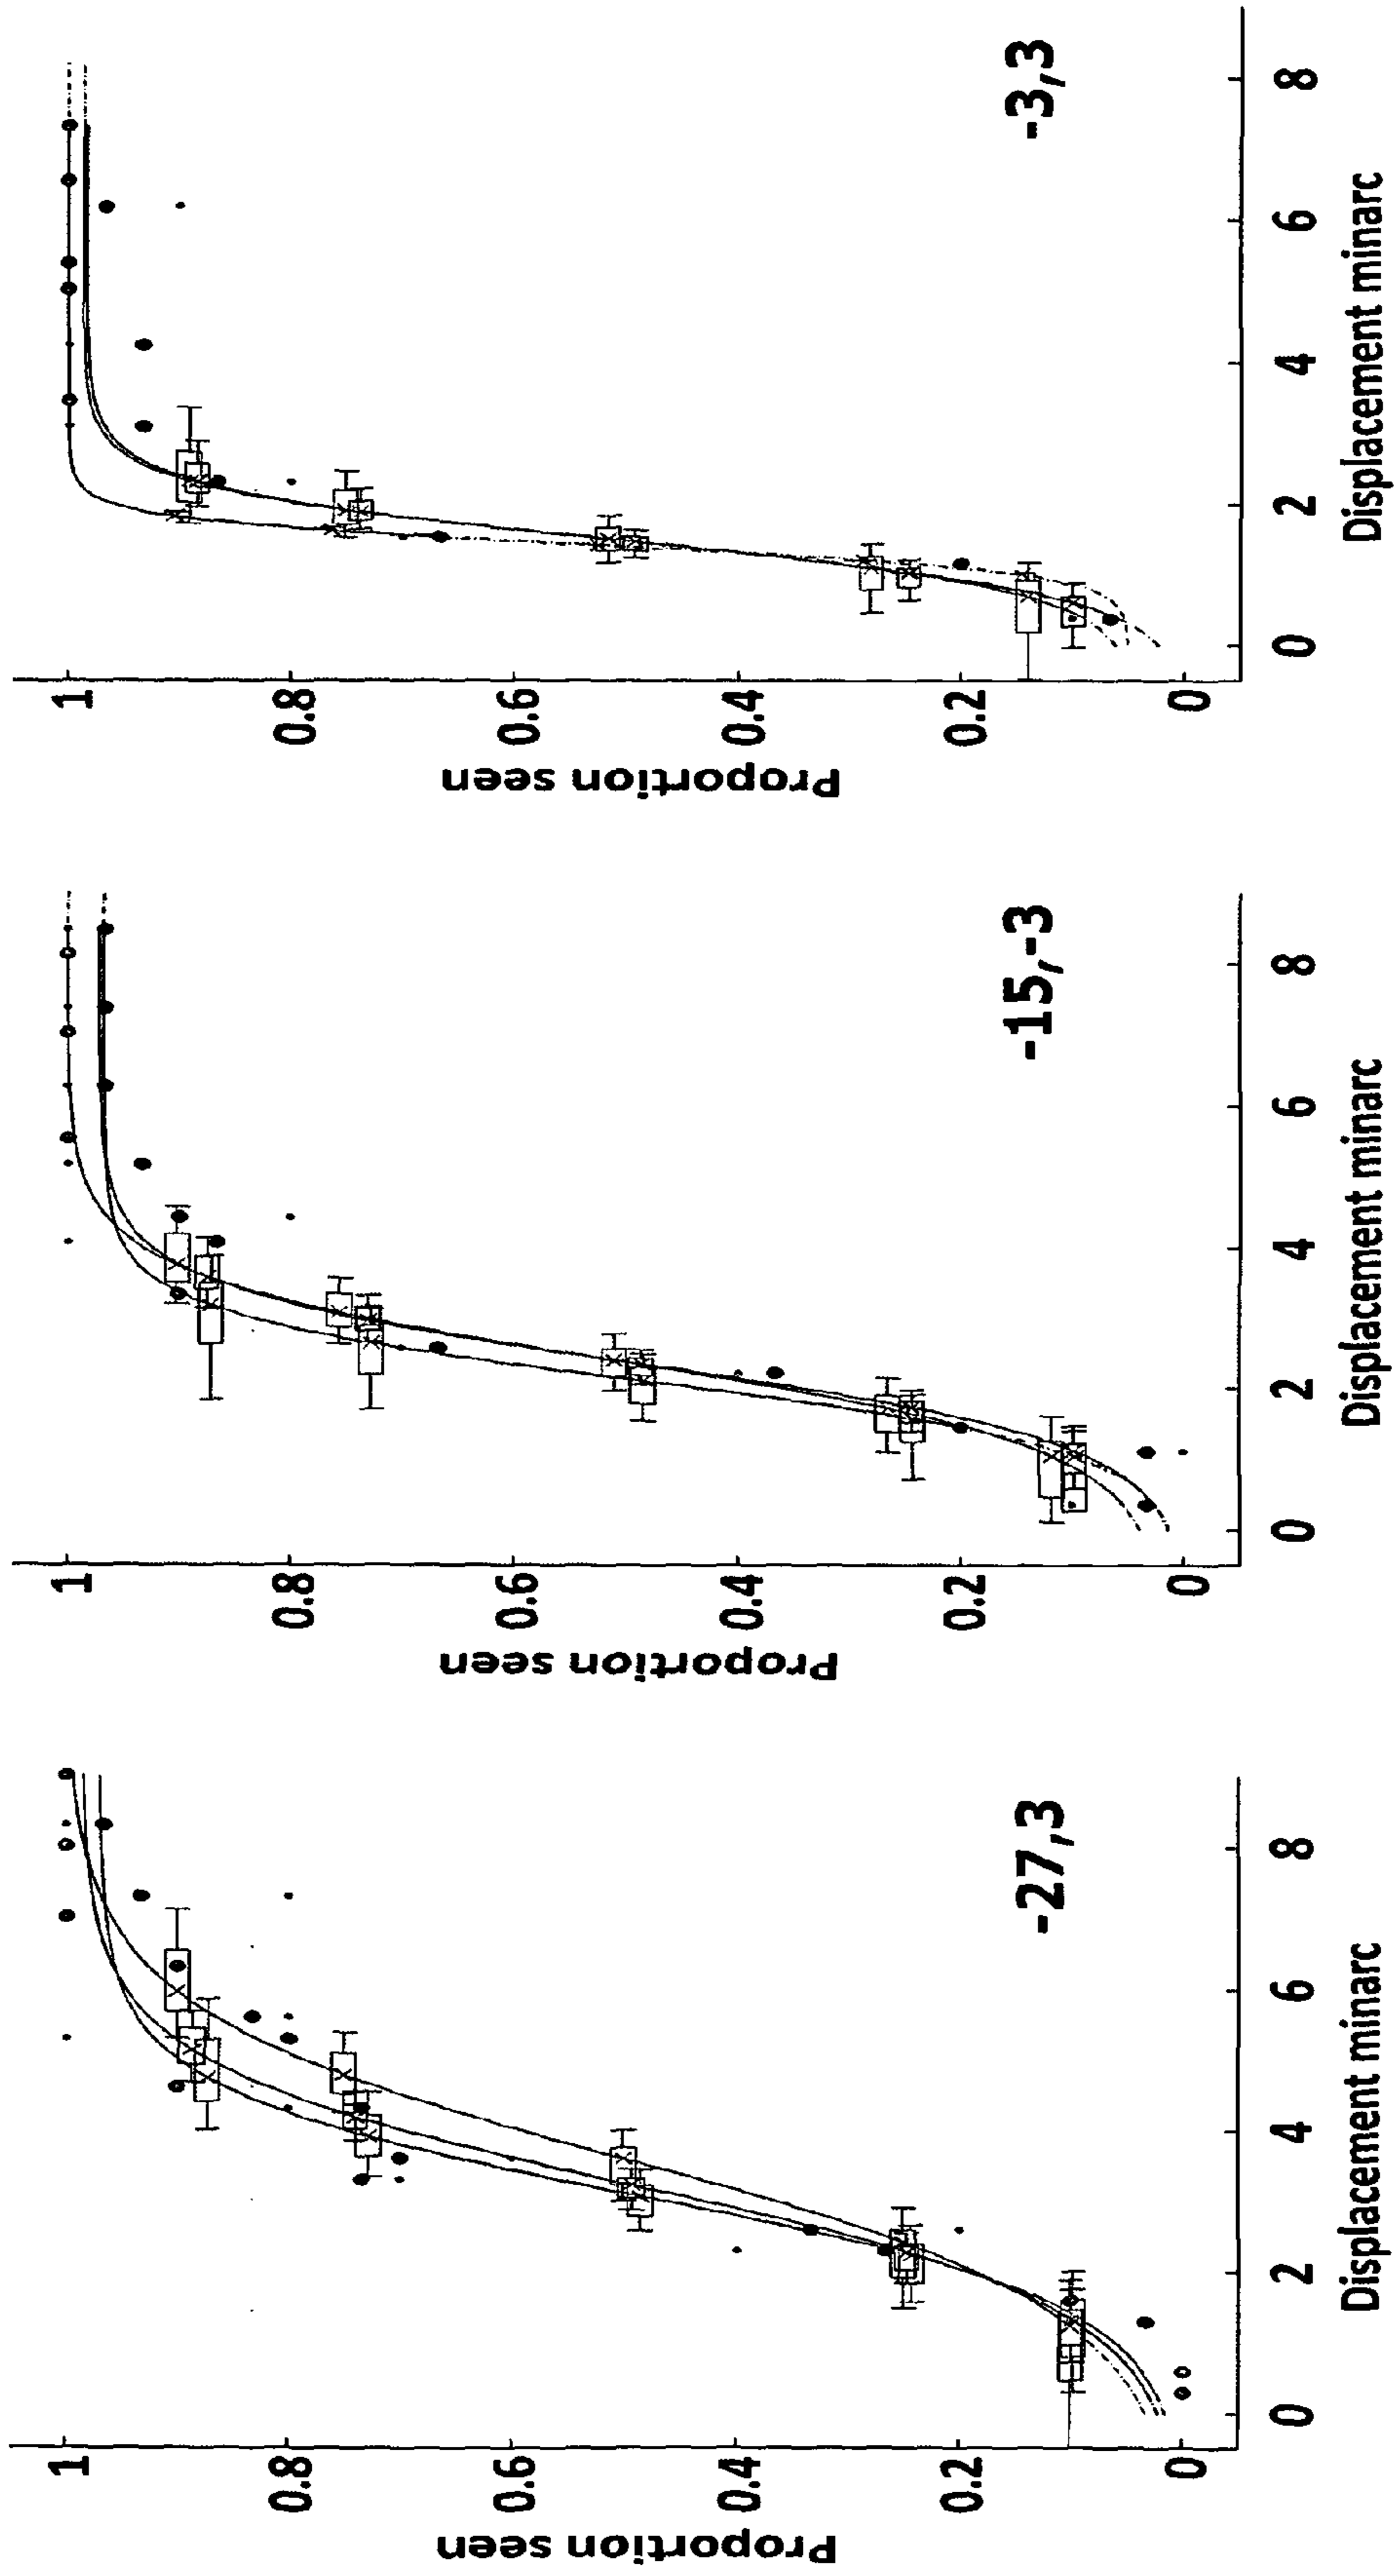 Proportion seen
1
0.8
0.6
0.4
0.2
0
-27,3
0 2 4 6 8
Displacement minarc
Proportion seen
1
0.8
0.6
0.4
0.2
0
-15,-3
0 2 4 6 8
Displacement minarc
Proportion seen
1
0.8
0.6
0.4
0.2
0
-3,3
0 2 4 6 8
Displacement minarc